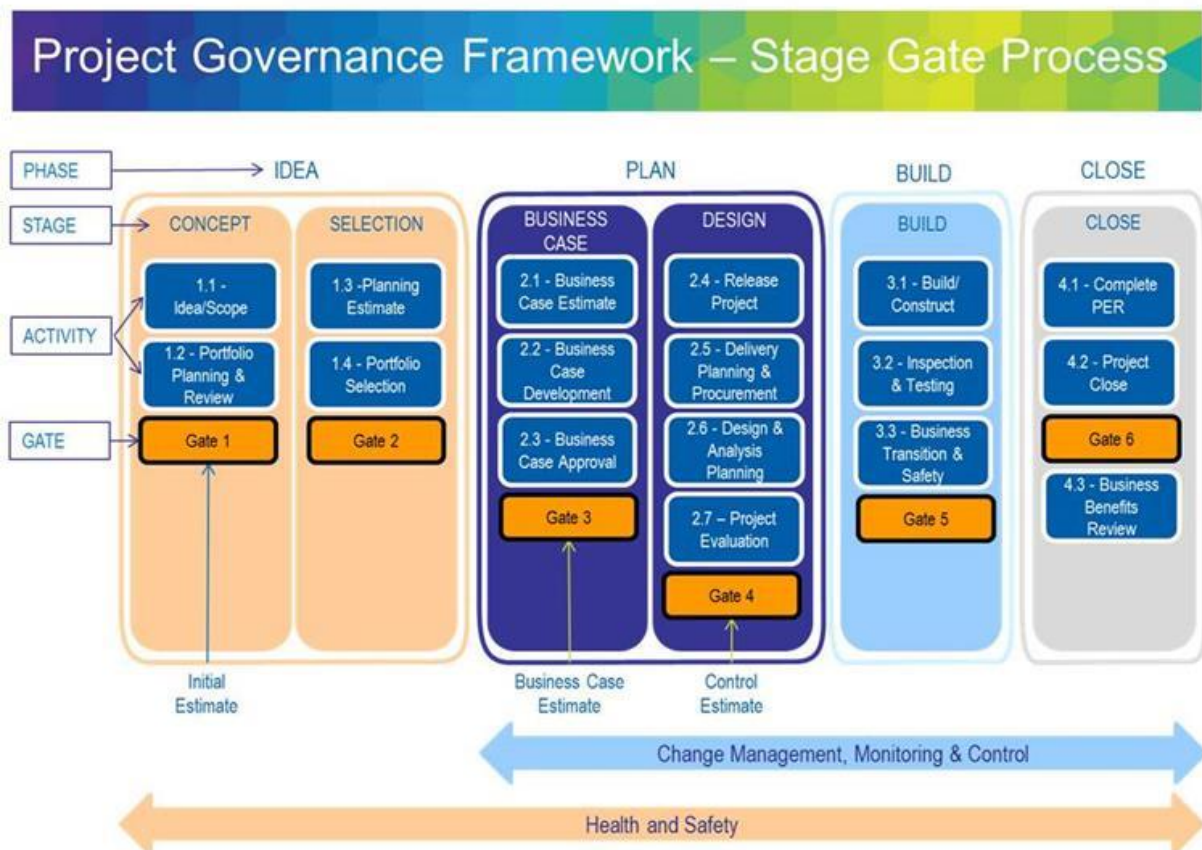 Project Governance Framework – Stage Gate Process
PHASE
IDEA
PLAN
BUILD
CLOSE
STAGE
CONCEPT
SELECTION
BUSINESS
CASE
DESIGN
BUILD
CLOSE
ACTIVITY
1.1 -
Idea/Scope
1.2 - Portfolio
Planning &
Review
GATE
Gate 1
1.3 -Planning
Estimate
1.4 - Portfolio
Selection
Gate 2
2.1 - Business
Case Estimate
2.2 - Business
Case
Development
2.3 - Business
Case Approval
Gate 3
2.4 - Release
Project
2.5 - Delivery
Planning &
Procurement
2.6 - Design &
Analysis
Planning
2.7 – Project
Evaluation
Gate 4
3.1 - Build/
Construct
3.2 - Inspection
& Testing
3.3 - Business
Transition &
Safety
Gate 5
4.1 - Complete
PER
4.2 - Project
Close
Gate 6
4.3 - Business
Benefits
Review
Initial
Estimate
Business Case
Estimate
Control
Estimate
Change Management, Monitoring & Control
Health and Safety